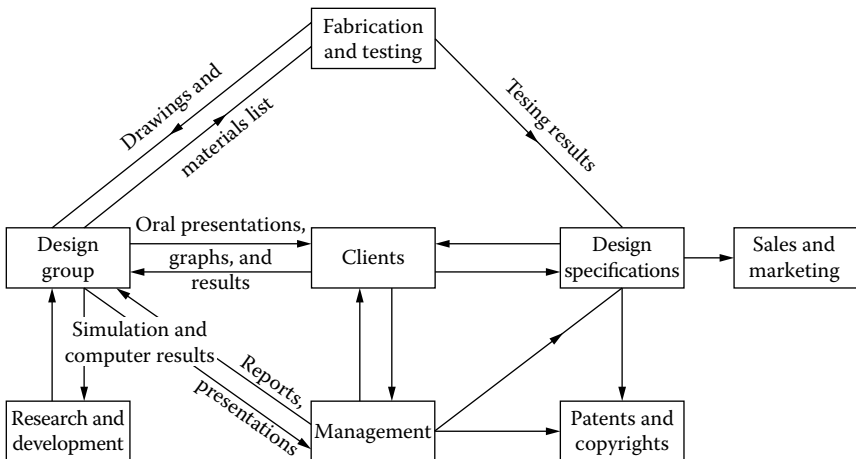 Fabrication
and testing
Drawings and
materials list
Tesing results
Oral presentations,
graphs, and
results
Design
group
Clients
Design
specifications
Sales and
marketing
Simulation and
computer results
Reports,
presentations
Research and
development
Management
Patents and
copyrights